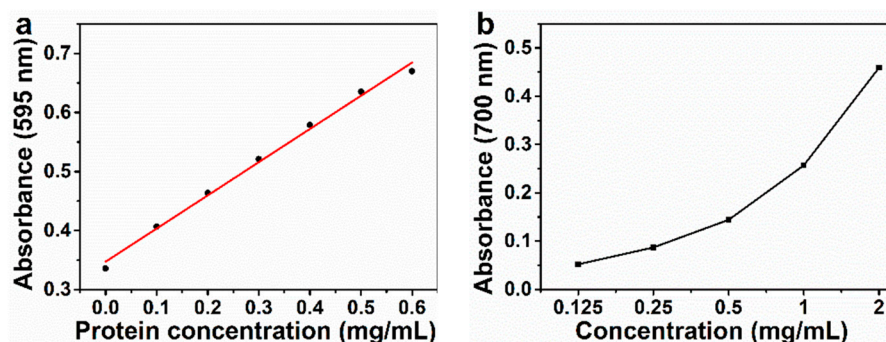 a
Absorbance (595 nm)
0.7
0.6
0.5
0.4
0.3
0.0 0.1 0.2 0.3 0.4 0.5 0.6
Protein concentration (mg/mL)
b
Absorbance (700 nm)
0.5
0.4
0.3
0.2
0.1
0.0
0.125 0.25 0.5 1 2
Concentration (mg/mL)